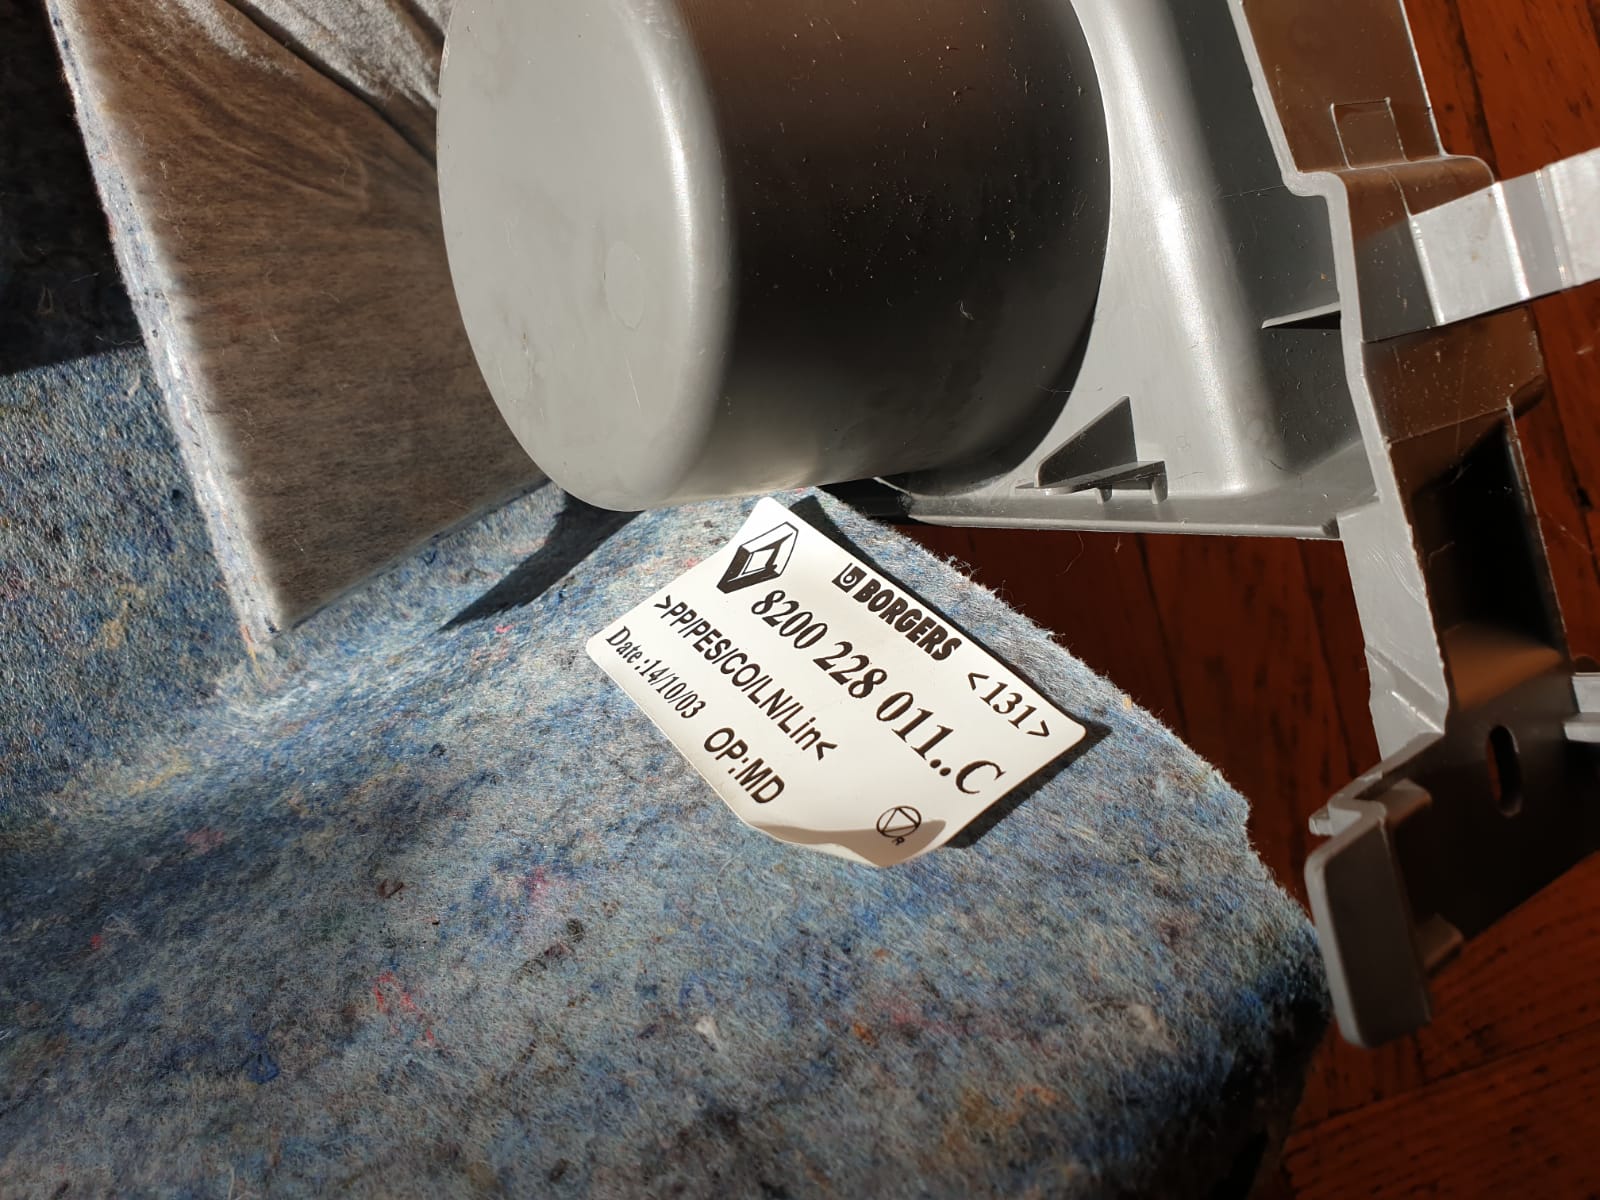 BORGERS <131>
8200 228 011..C
>PP/PES/CO/LN/Lin<
Date :14/10/03 OP:MD
R